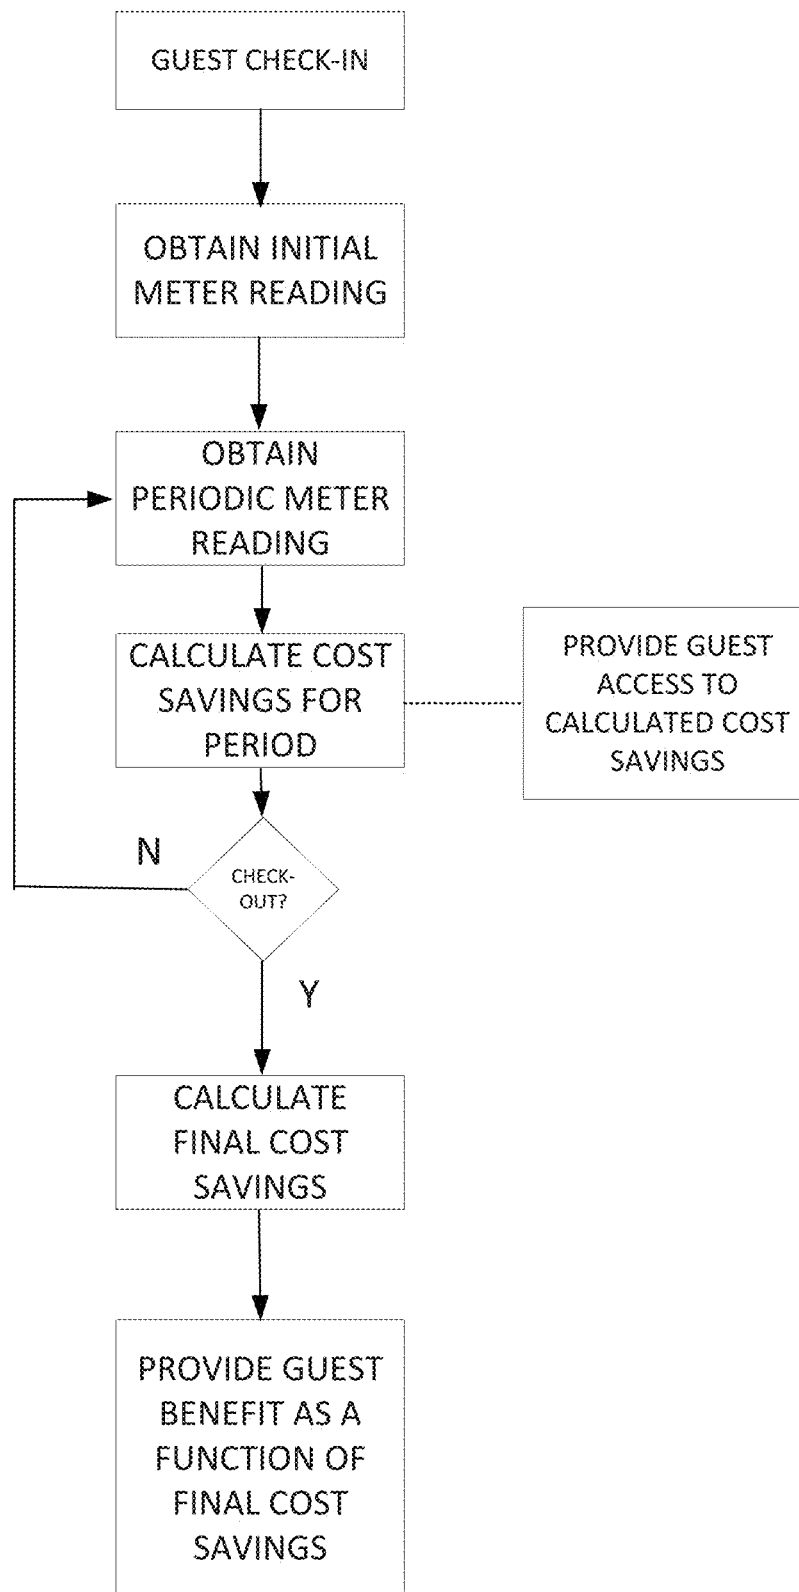 GUEST CHECK-IN
OBTAIN INITIAL
METER READING
OBTAIN
PERIODIC METER
READING
CALCULATE COST
SAVINGS FOR
PERIOD
PROVIDE GUEST
ACCESS TO
CALCULATED COST
SAVINGS
N
CHECK-
OUT?
Y
CALCULATE
FINAL COST
SAVINGS
PROVIDE GUEST
BENEFIT AS A
FUNCTION OF
FINAL COST
SAVINGS